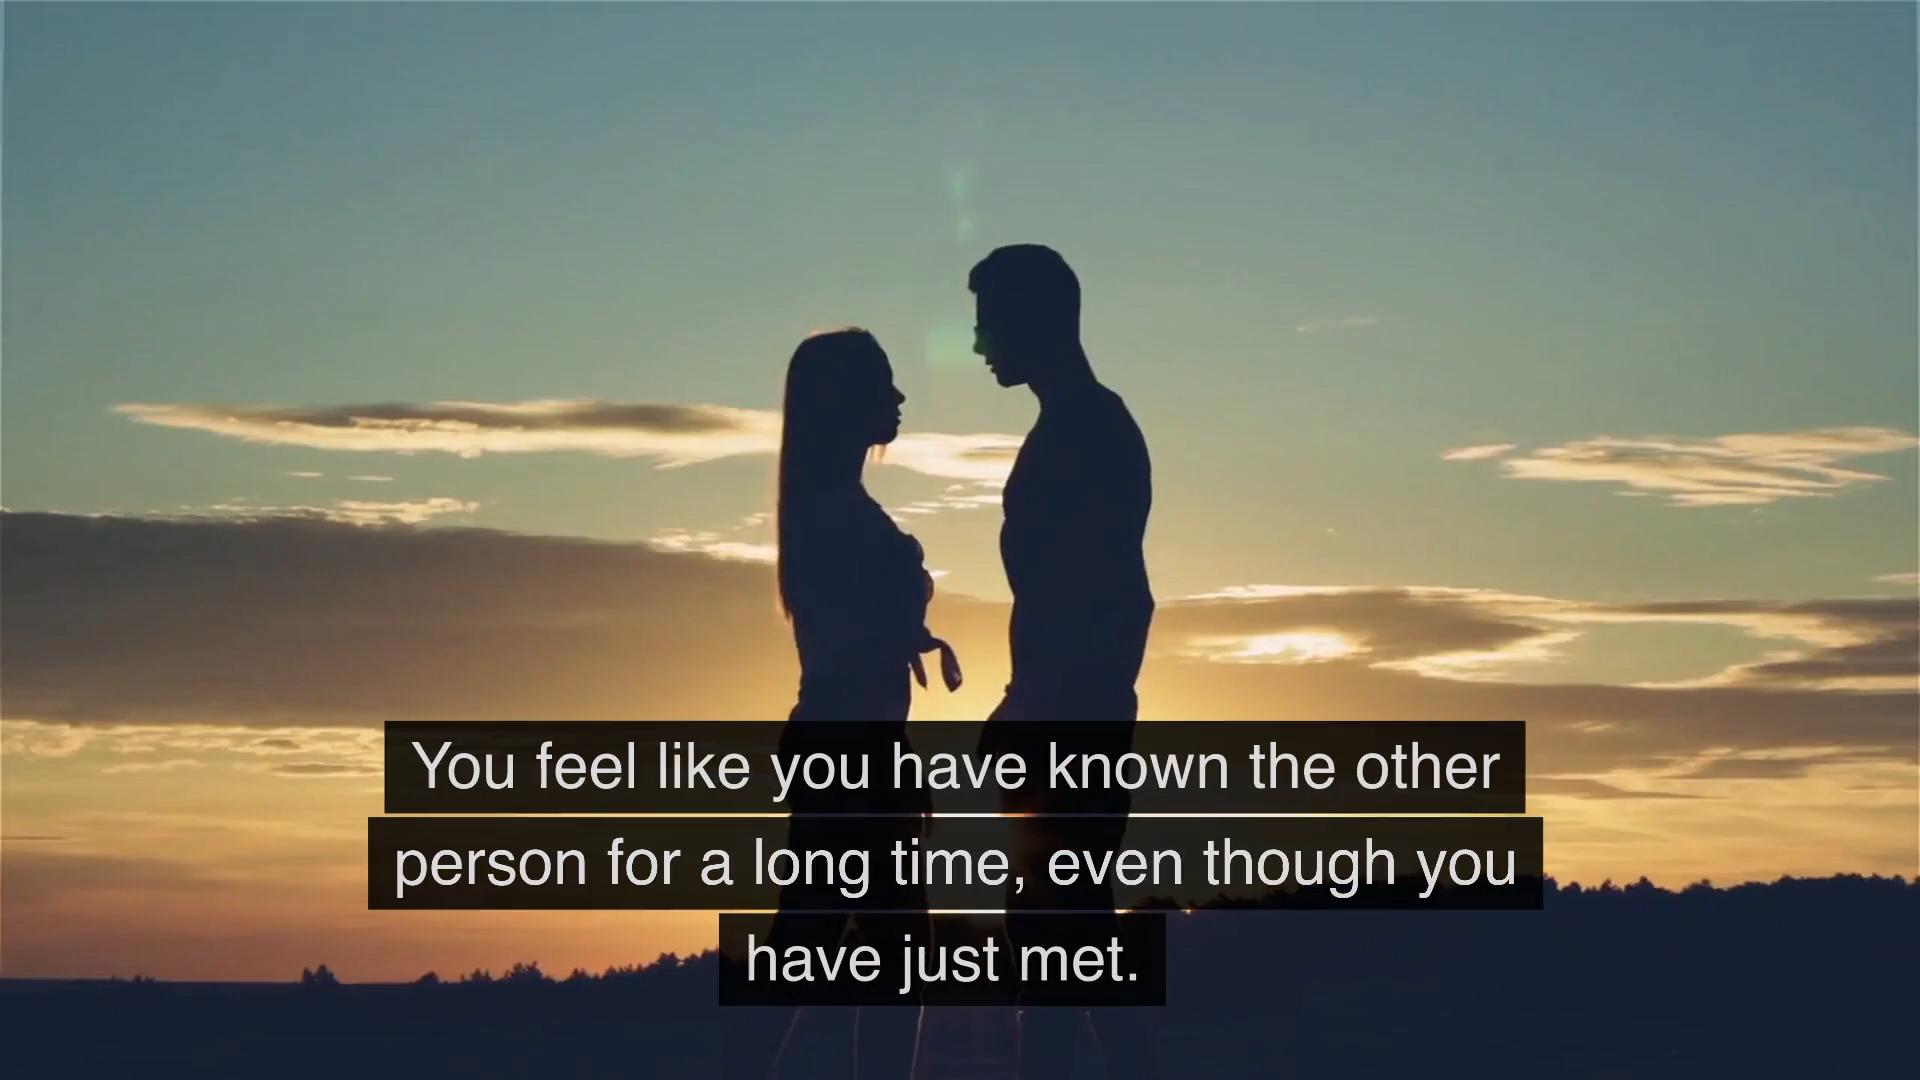 You feel like you have known the other
person for a long time, even though you
have just met.